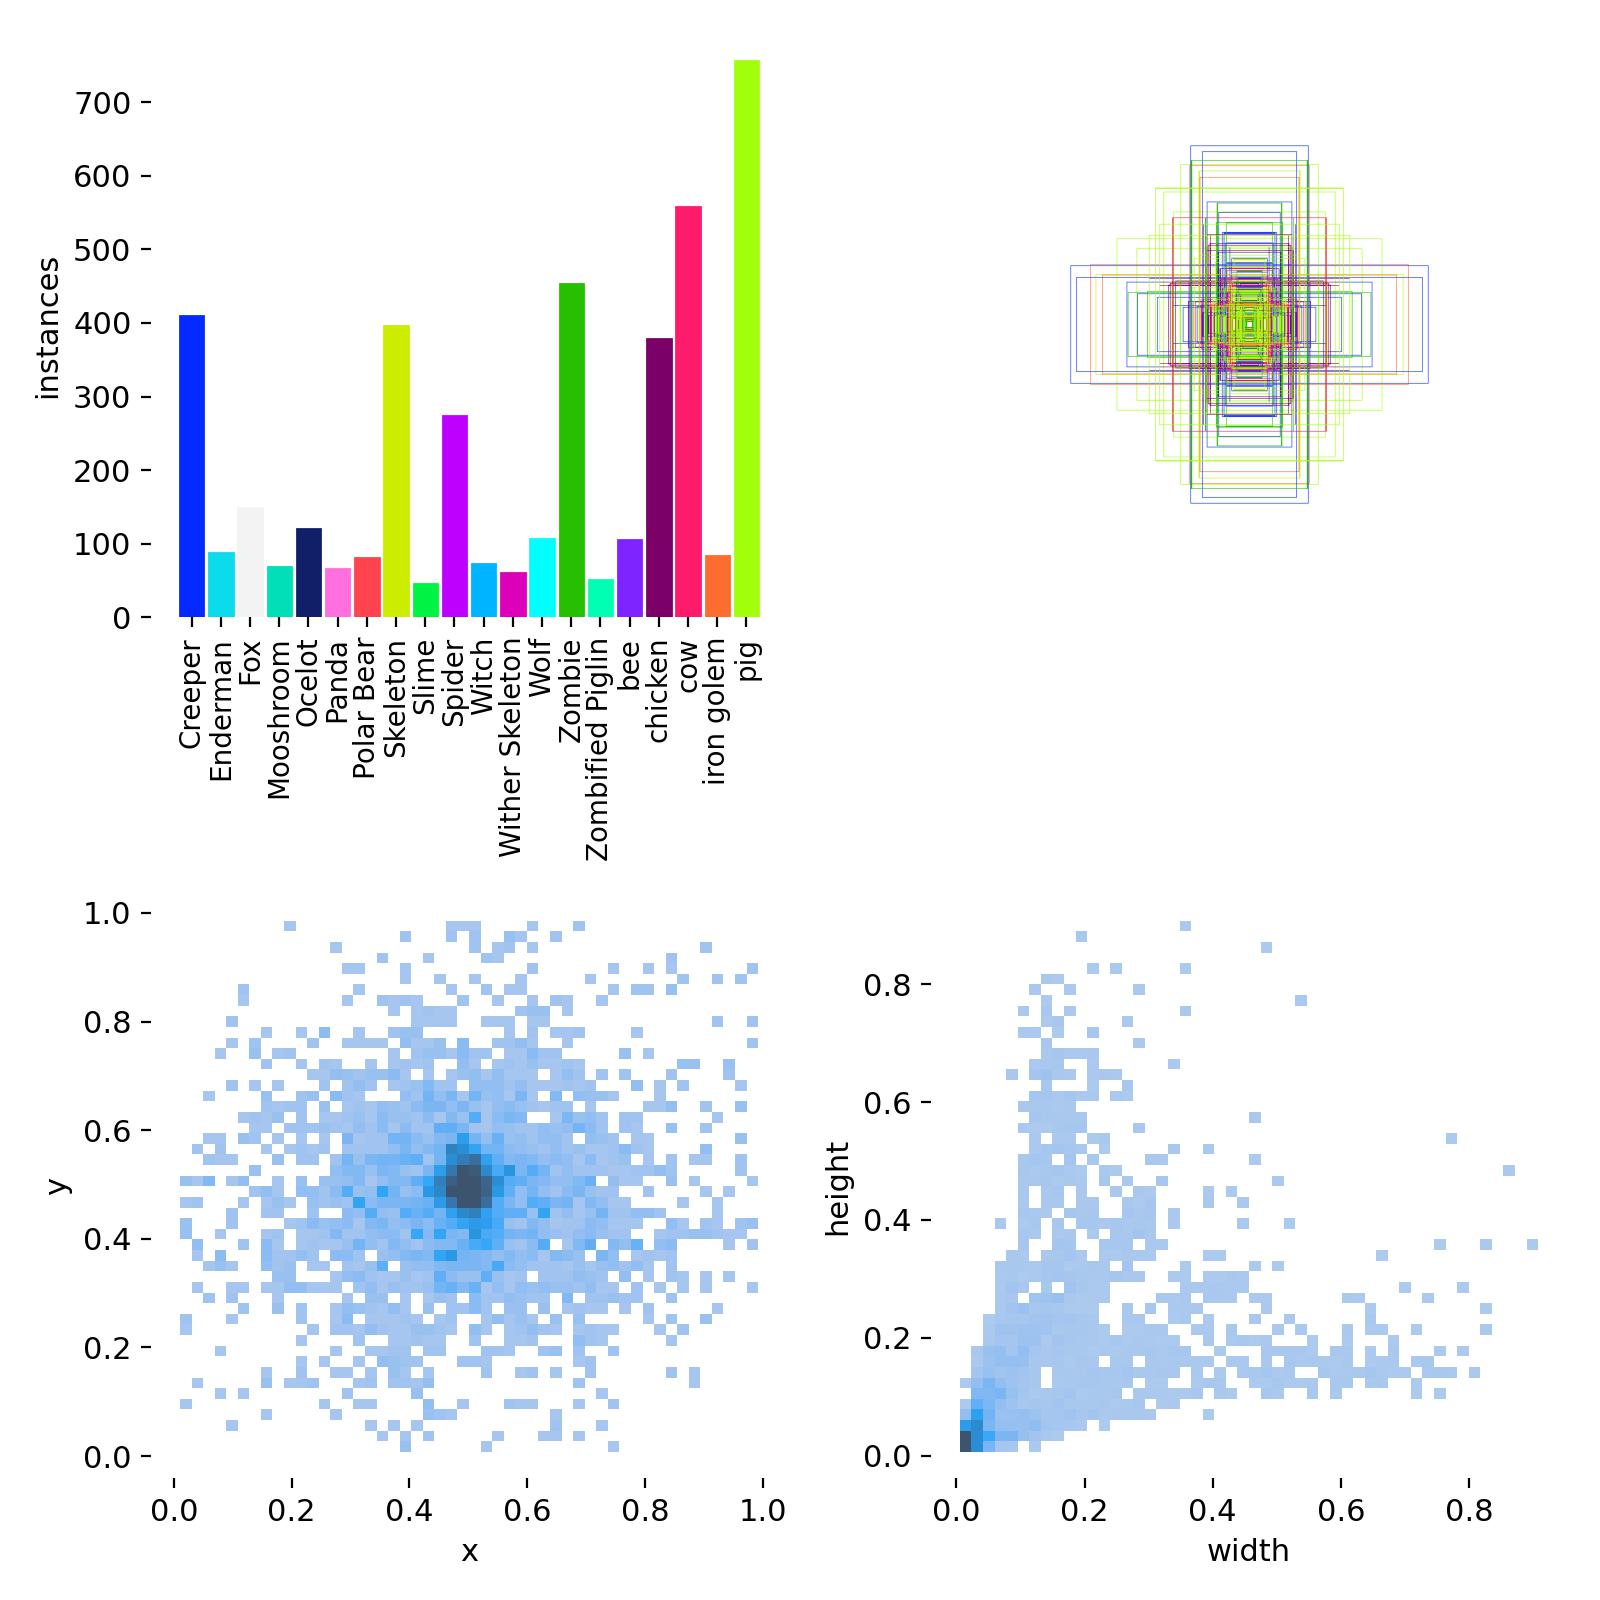 700
600
500
400
300
200
100
0
instances
Creeper
Enderman
Fox
Mooshroom
Ocelot
Panda
Polar Bear
Skeleton
Slime
Spider
Witch
Wither Skeleton
Wolf
Zombie
Zombified Piglin
bee
chicken
cow
iron golem
pig
1.0
0.8
0.6
0.4
0.2
0.0
y
0.0 0.2 0.4 0.6 0.8 1.0
x
0.8
0.6
0.4
0.2
0.0
height
0.0 0.2 0.4 0.6 0.8
width